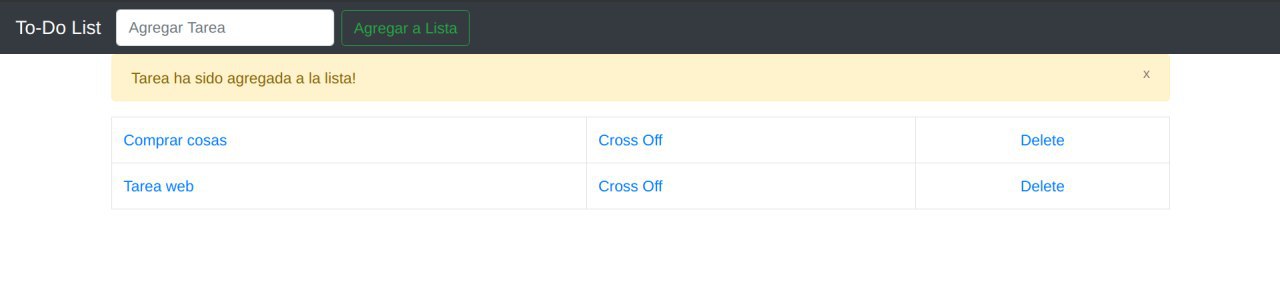 To-Do List Agregar Tarea Agregar a Lista
Tarea ha sido agregada a la lista! x
Comprar cosas Cross Off Delete
Tarea web Cross Off Delete